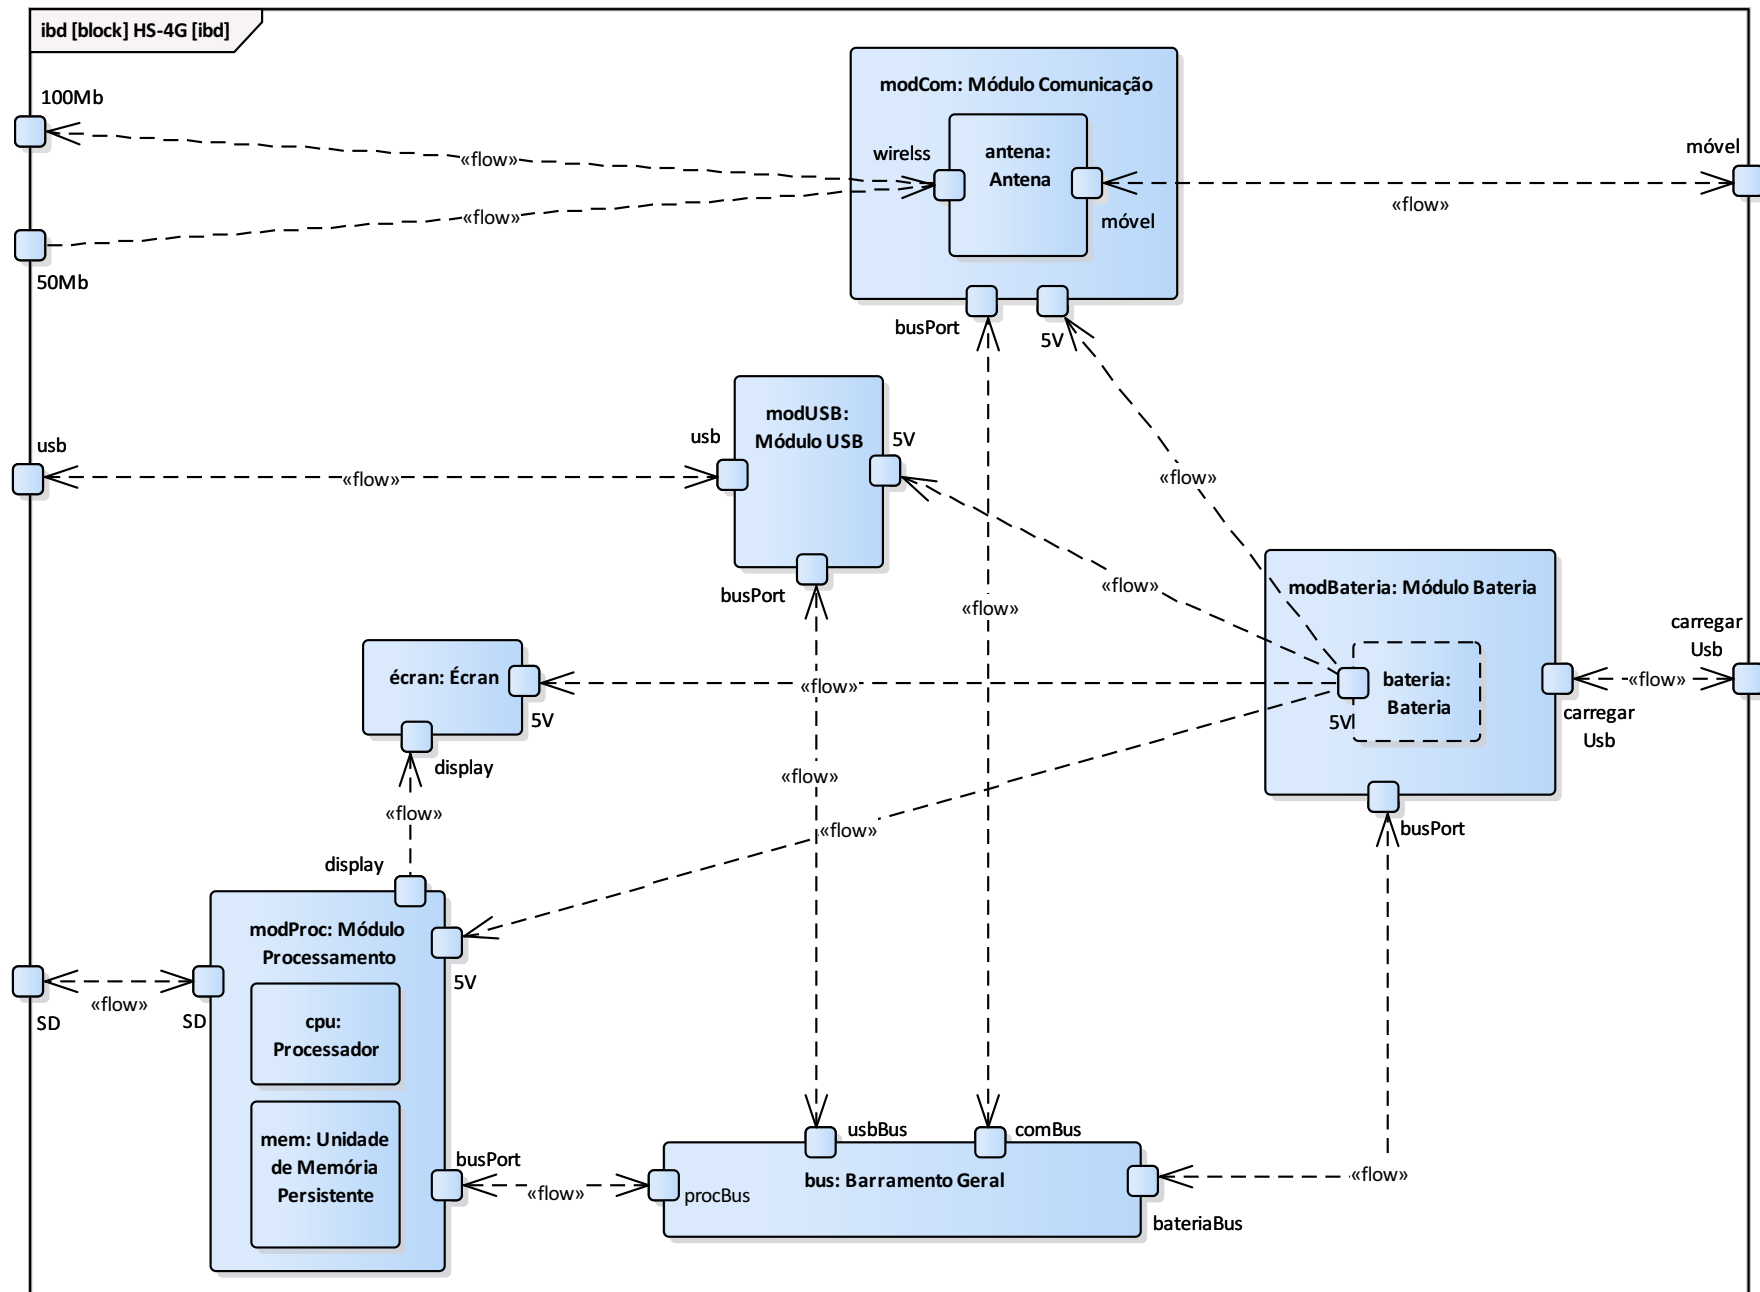 ibd [block] HS-4G [ibd]
100Mb
modCom: Módulo Comunicação
wirelss
antena:
Antena
móvel
«flow»
«flow»
móvel
«flow»
50Mb
busPort
5V
modUSB:
Módulo USB
usb
5V
usb
«flow»
«flow»
«flow»
busPort
«flow»
modBateria: Módulo Bateria
carregar
Usb
écran: Écran
5V
«flow»
bateria:
Bateria
5V
«flow»
carregar
Usb
display
«flow»
«flow»
«flow»
busPort
display
modProc: Módulo
Processamento
5V
SD
«flow»
SD
cpu:
Processador
mem: Unidade
de Memória
Persistente
busPort
«flow»
procBus
usbBus
comBus
bus: Barramento Geral
bateriaBus
«flow»